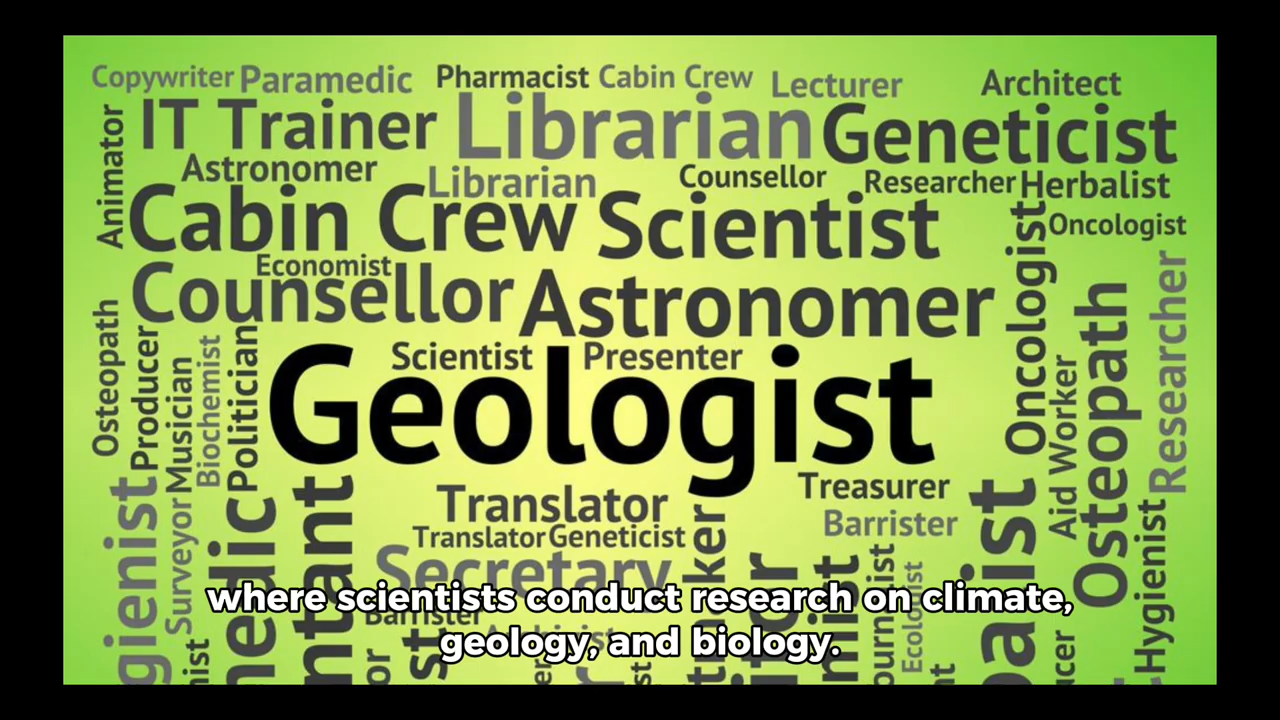 Copywriter Paramedic Pharmacist Cabin Crew Lecturer Architect
Animator
IT Trainer Librarian Geneticist
Astronomer Librarian Counsellor Researcher Herbalist
Cabin Crew Scientist Oncologist
Economist
Counsellor Astronomer
Oncologist
Osteopath
Researcher
Scientist Presenter
Osteopath
Producer
Musician
Biochemist
Politician
Geologist
Aid Worker
Translator Treasurer
Translator Geneticist Barrister
Surveyor
Secretary
Hygienist
Ecologist
Barrister
where scientists conduct research on climate,
geology, and biology.